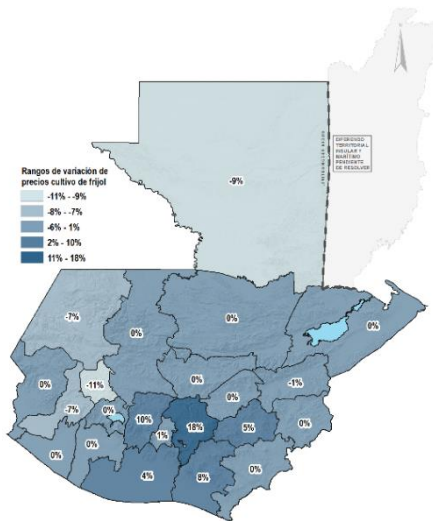 DIFERENDO
TERRITORIAL
INSULAR Y
MARÍTIMO
PENDIENTE
DE RESOLVER
-9%
Rangos de variación de
precios cultivo de frijol
-11% - -9%
-8% - -7%
-6% - 1%
2% - 10%
11% - 18%
-7%
0%
0%
0%
0%
-11%
0%
0%
-1%
-7%
0%
10%
1%
18%
5%
0%
0%
0%
4%
8%
0%